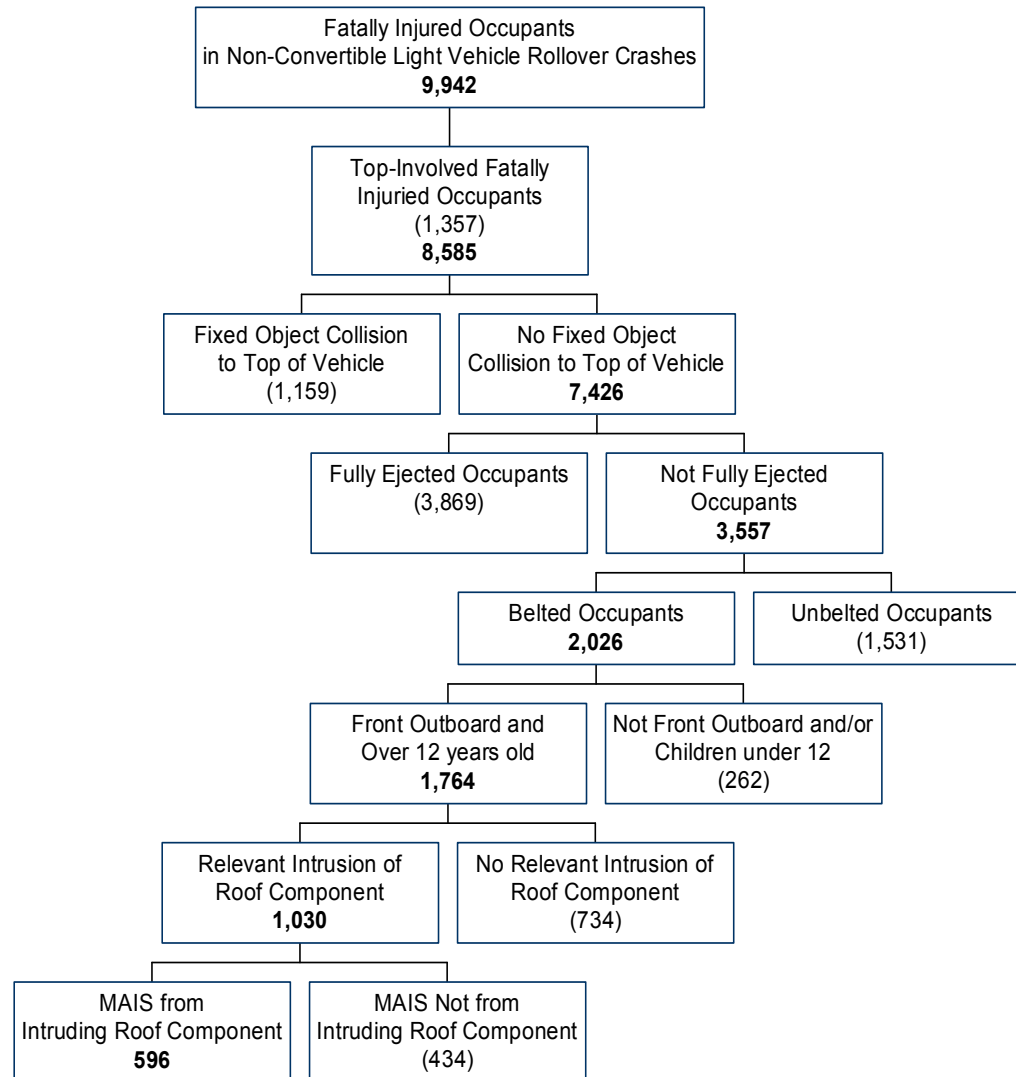 Fatally Injured Occupants
in Non-Convertible Light Vehicle Rollover Crashes
9,942
Top-Involved Fatally
Injuried Occupants
(1,357)
8,585
Fixed Object Collision
to Top of Vehicle
(1,159)
No Fixed Object
Collision to Top of Vehicle
7,426
Fully Ejected Occupants
(3,869)
Not Fully Ejected
Occupants
3,557
Belted Occupants
2,026
Unbelted Occupants
(1,531)
Front Outboard and
Over 12 years old
1,764
Not Front Outboard and/or
Children under 12
(262)
Relevant Intrusion of
Roof Component
1,030
No Relevant Intrusion of
Roof Component
(734)
MAIS from
Intruding Roof Component
596
MAIS Not from
Intruding Roof Component
(434)